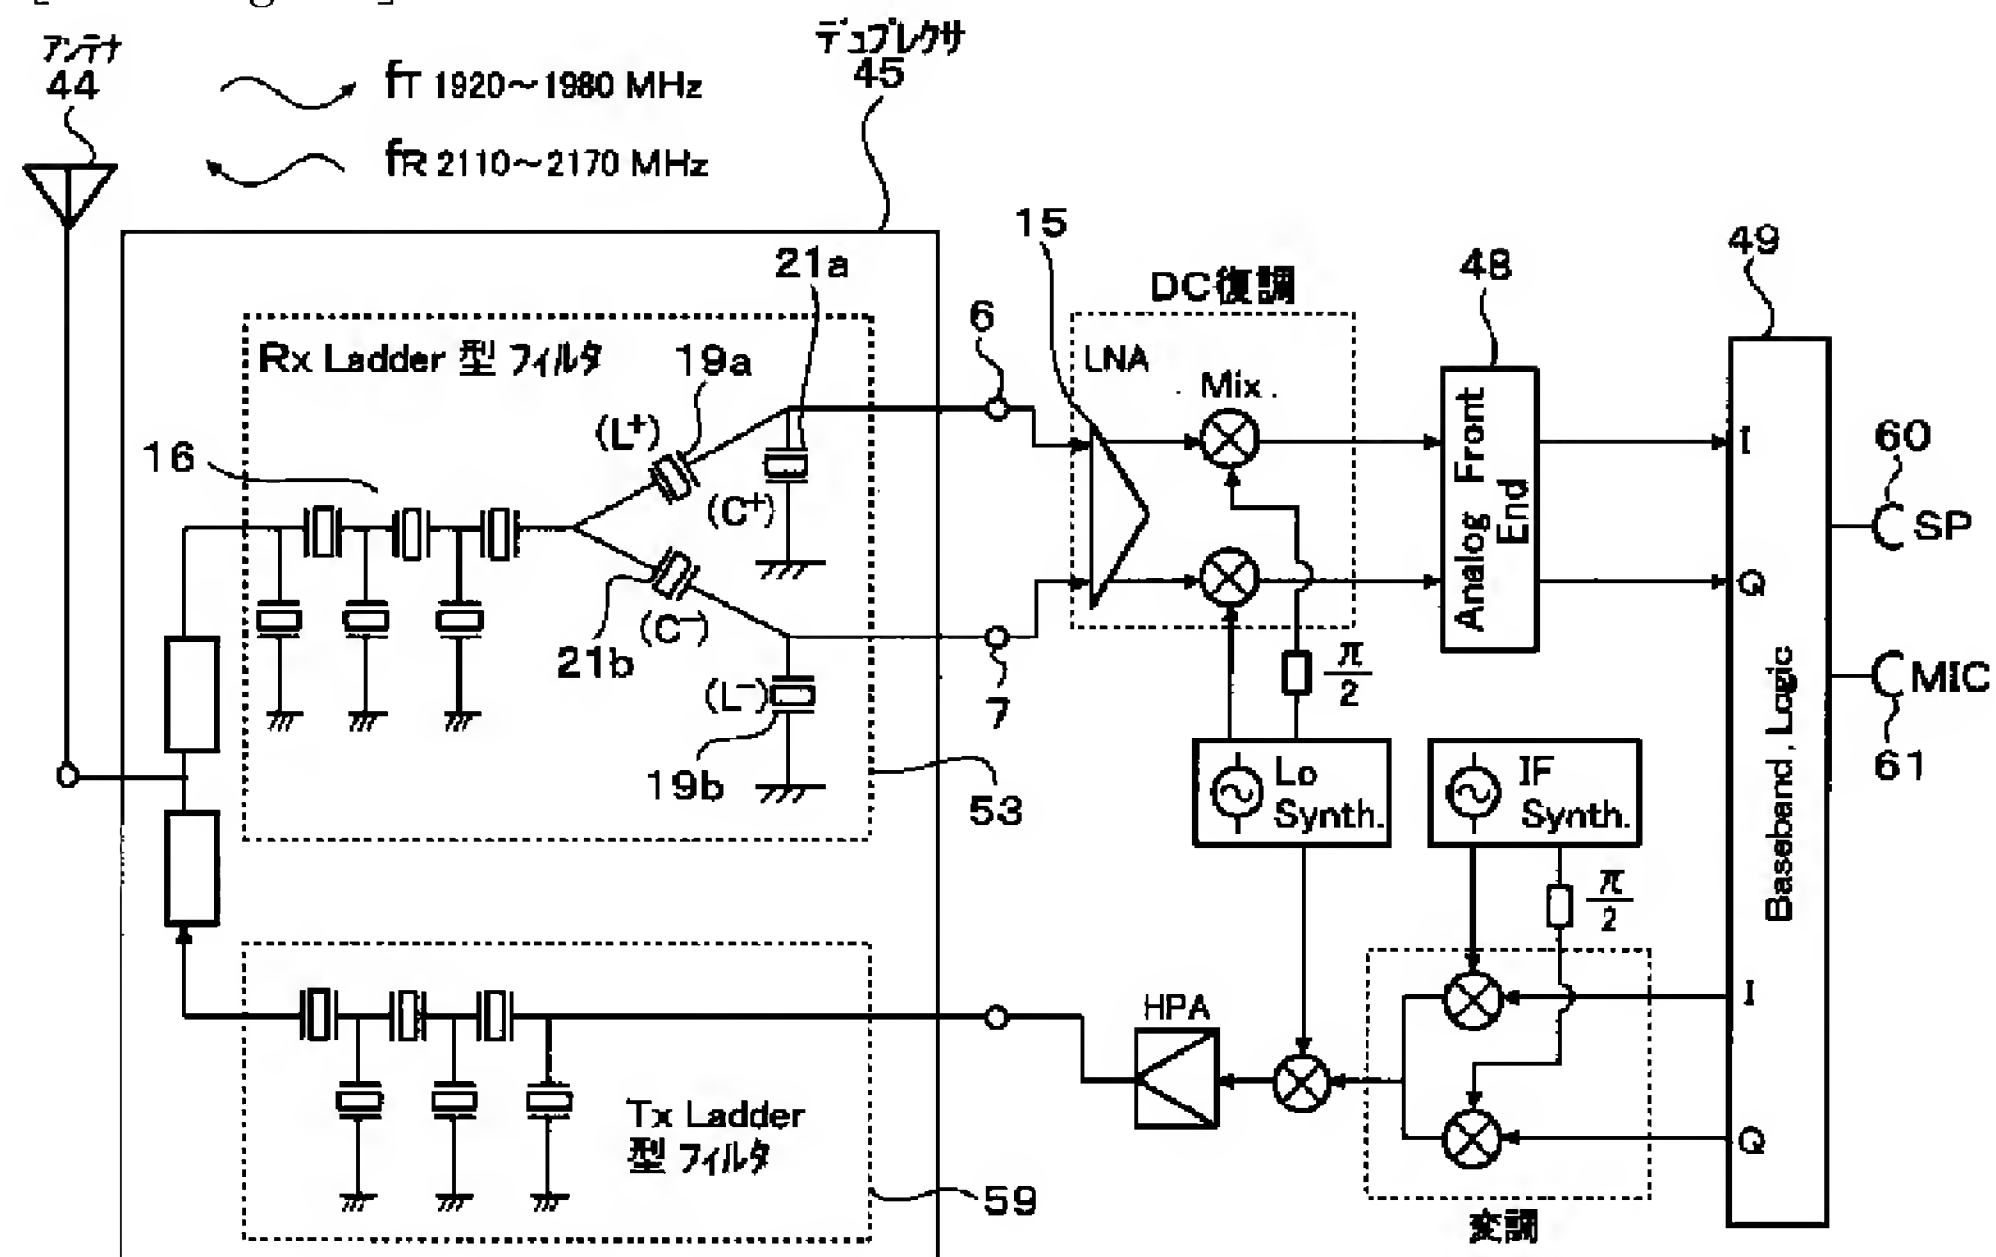 アンテナ
44
fT 1920～1980 MHz
fR 2110～2170 MHz
デュプレクサ
45
15
DC復調
48
49
21a
6
Rx Ladder 型 フィルタ
19a
LNA
Mix.
(L+)
16
(C+)
Analog Front
End
I
60
SP
Q
21b
(C-)
π/2
(L-)
7
MIC
61
19b
53
Lo
Synth.
IF
Synth.
π/2
Baseband, Logic
I
HPA
Tx Ladder
型 フィルタ
Q
59
変調